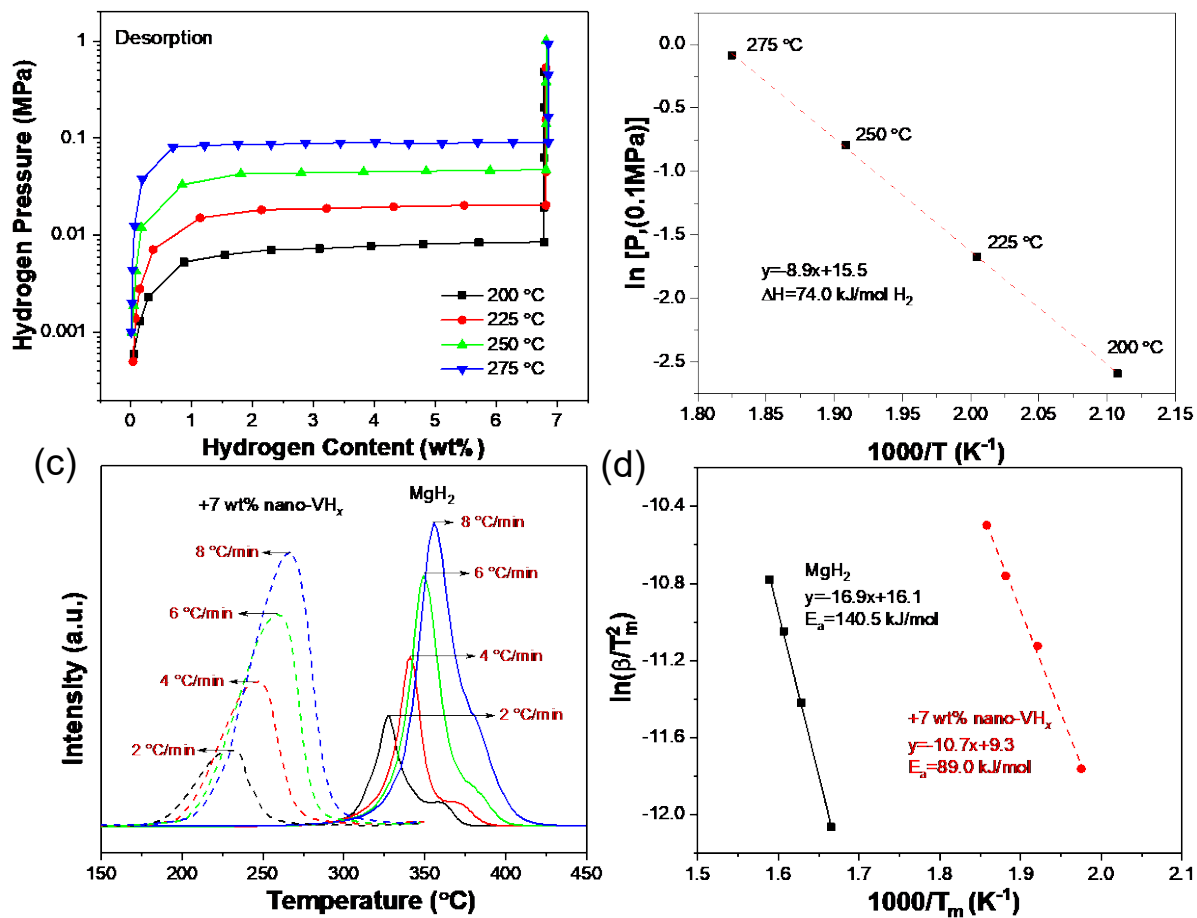 Desorption
Hydrogen Pressure (MPa)
1
0.1
0.01
0.001
200 °C
225 °C
250 °C
275 °C
0 1 2 3 4 5 6 7
Hydrogen Content (wt%)
ln [P,(0.1MPa)]
0.0
-0.5
-1.0
-1.5
-2.0
-2.5
275 °C
250 °C
225 °C
200 °C
y=-8.9x+15.5
ΔH=74.0 kJ/mol H2
1.80 1.85 1.90 1.95 2.00 2.05 2.10 2.15
1000/T (K-1)
(c)
Intensity (a.u.)
+7 wt% nano-VHx
MgH2
8 °C/min
6 °C/min
4 °C/min
2 °C/min
8 °C/min
6 °C/min
4 °C/min
2 °C/min
150 200 250 300 350 400 450
Temperature (°C)
(d)
ln(β/T2m)
-10.4
-10.8
-11.2
-11.6
-12.0
MgH2
y=-16.9x+16.1
Ea=140.5 kJ/mol
+7 wt% nano-VHx
y=-10.7x+9.3
Ea=89.0 kJ/mol
1.5 1.6 1.7 1.8 1.9 2.0 2.1
1000/Tm (K-1)